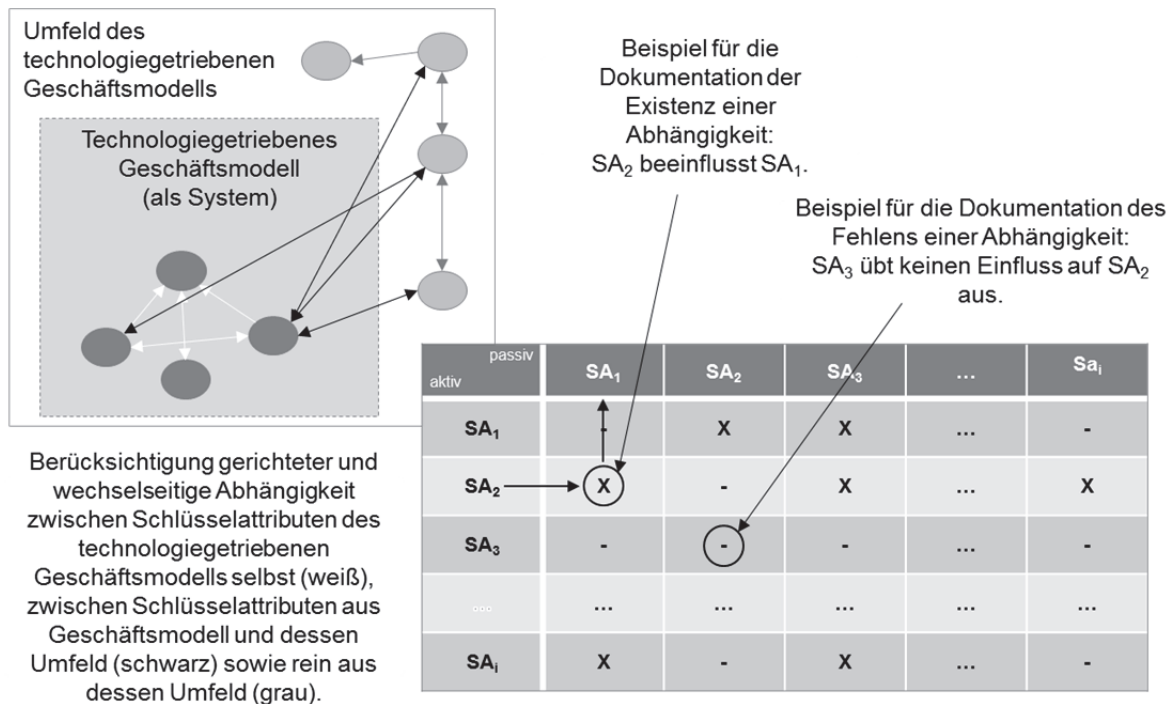 Umfeld des
technologiegetriebenen
Geschäftsmodells
Technologiegetriebenes
Geschäftsmodell
(als System)
Berücksichtigung gerichteter und
wechselseitige Abhängigkeit
zwischen Schlüsselattributen des
technologiegetriebenen
Geschäftsmodells selbst (weiß),
zwischen Schlüsselattributen aus
Geschäftsmodell und dessen
Umfeld (schwarz) sowie rein aus
dessen Umfeld (grau).
Beispiel für die
Dokumentation der
Existenz einer
Abhängigkeit:
SA₂ beeinflusst SA₁.
Beispiel für die Dokumentation des
Fehlens einer Abhängigkeit:
SA₃ übt keinen Einfluss auf SA₂
aus.
passiv
aktiv SA₁ SA₂ SA₃ ... Saᵢ
SA₁ - X X ... -
SA₂ X - X ... X
SA₃ - - - ... -
... ... ... ... ... ...
SAᵢ X - X ... -